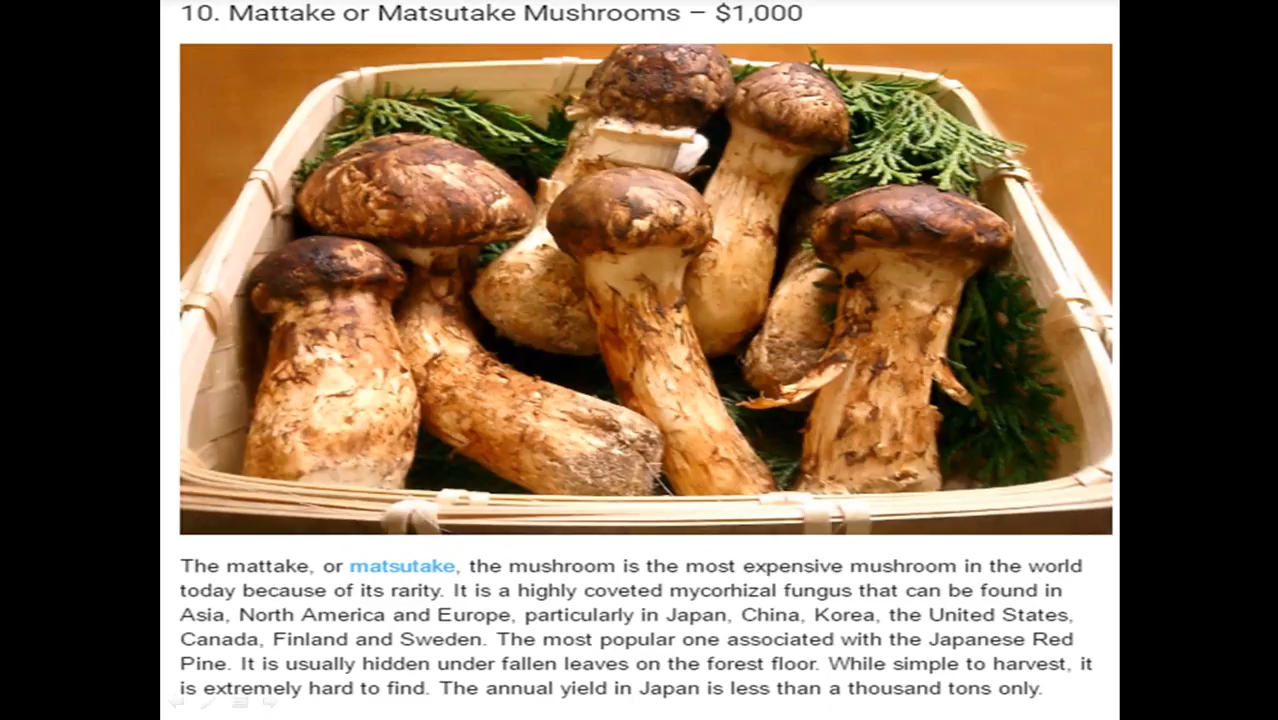 10. Mattake or Matsutake Mushrooms – $1,000
The mattake, or matsutake, the mushroom is the most expensive mushroom in the world
today because of its rarity. It is a highly coveted mycorhizal fungus that can be found in
Asia, North America and Europe, particularly in Japan, China, Korea, the United States,
Canada, Finland and Sweden. The most popular one associated with the Japanese Red
Pine. It is usually hidden under fallen leaves on the forest floor. While simple to harvest, it
is extremely hard to find. The annual yield in Japan is less than a thousand tons only.